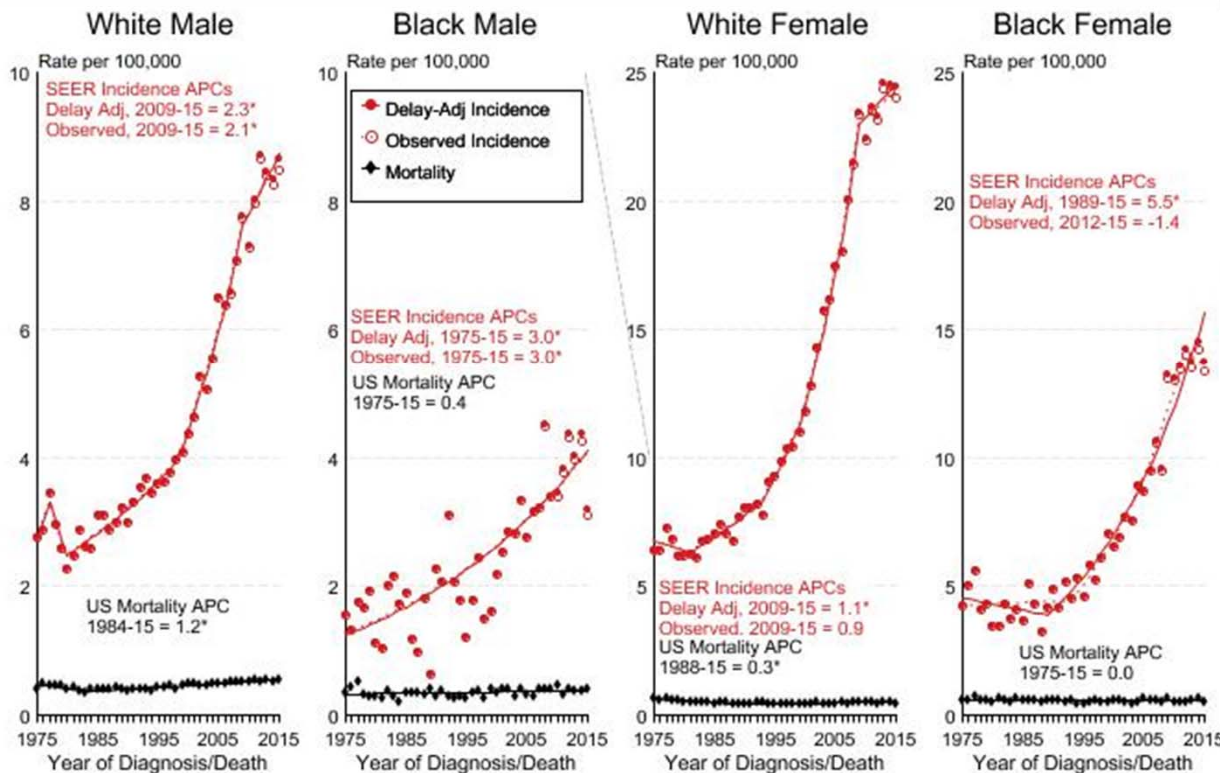 White Male
Rate per 100,000
10
SEER Incidence APCs
Delay Adj, 2009-15 = 2.3*
Observed, 2009-15 = 2.1*
8
6
4
2
US Mortality APC
1984-15 = 1.2*
0
1975 1985 1995 2005 2015
Year of Diagnosis/Death
Black Male
Rate per 100,000
10
Delay-Adj Incidence
Observed Incidence
Mortality
8
6
SEER Incidence APCs
Delay Adj, 1975-15 = 3.0*
Observed, 1975-15 = 3.0*
US Mortality APC
1975-15 = 0.4
4
2
0
1975 1985 1995 2005 2015
Year of Diagnosis/Death
White Female
Rate per 100,000
25
20
15
10
5
SEER Incidence APCs
Delay Adj, 2009-15 = 1.1*
Observed. 2009-15 = 0.9
US Mortality APC
1988-15 = 0.3*
0
1975 1985 1995 2005 2015
Year of Diagnosis/Death
Black Female
Rate per 100,000
25
SEER Incidence APCs
Delay Adj, 1989-15 = 5.5*
Observed, 2012-15 = -1.4
20
15
10
5
US Mortality APC
1975-15 = 0.0
0
1975 1985 1995 2005 2015
Year of Diagnosis/Death